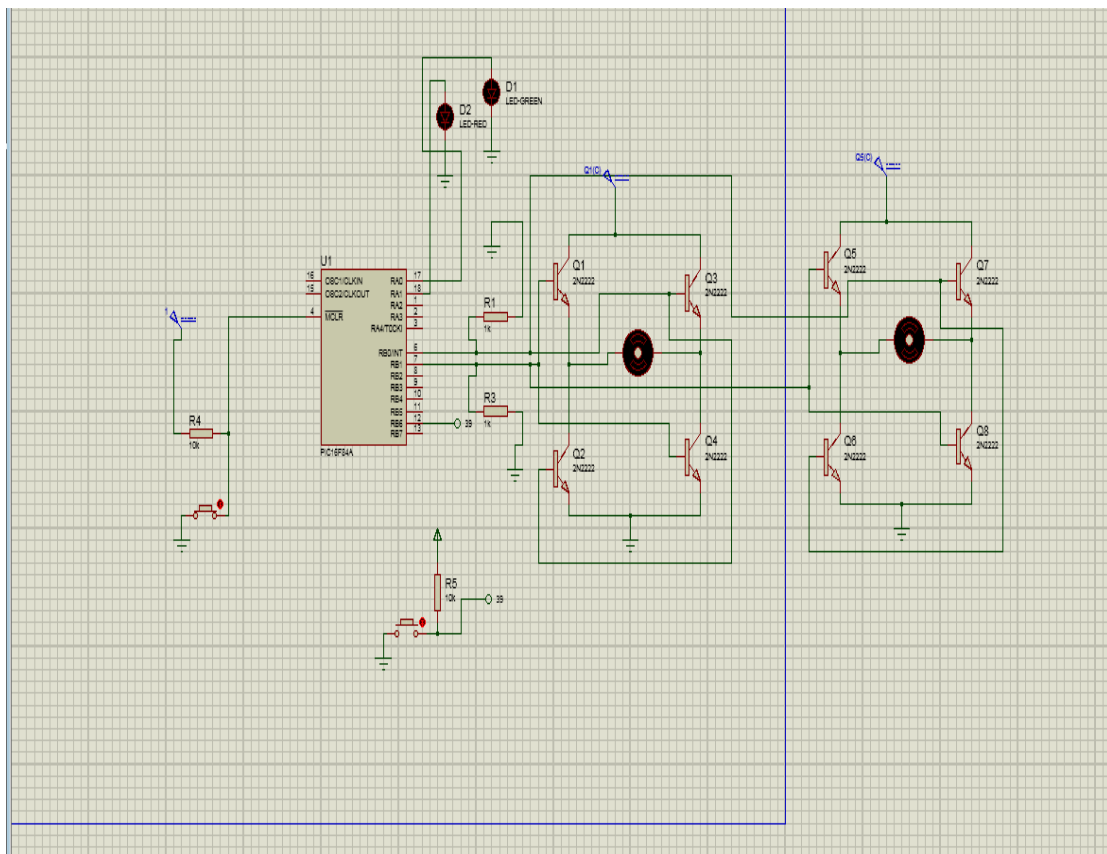 D1
LED-GREEN
D2
LED-RED
Q1(C)
Q5(C)
U1
16 OSC1/CLKIN RA0 17
15 OSC2/CLKOUT RA1 18
RA2 1
4 MCLR RA3 2
RA4/T0CKI 3
RB0/INT 6
RB1 7
RB2 8
RB3 9
RB4 10
RB5 11
RB6 12
RB7 13
PIC16F84A
R1
1k
R3
1k
R4
10k
R5
10k
39
39
Q1
2N2222
Q3
2N2222
Q2
2N2222
Q4
2N2222
Q5
2N2222
Q7
2N2222
Q6
2N2222
Q8
2N2222